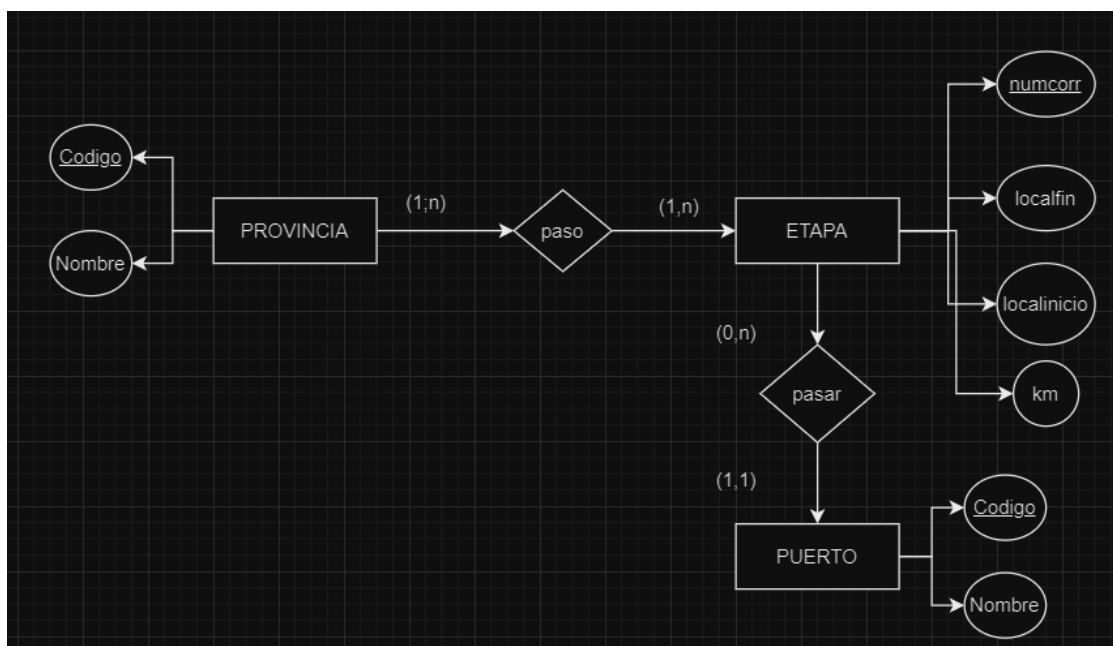 numcorr
Codigo
(1;n)
(1,n)
localfin
PROVINCIA
paso
ETAPA
Nombre
localinicio
(0,n)
pasar
km
(1,1)
Codigo
PUERTO
Nombre